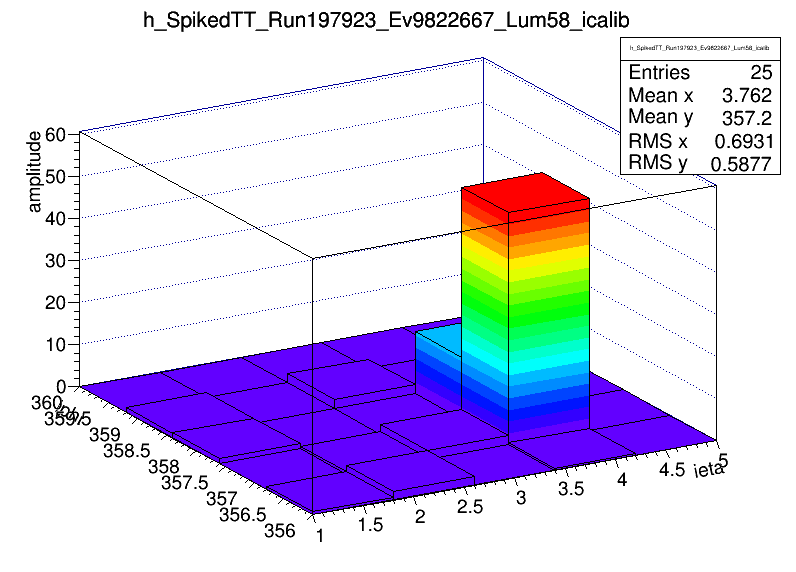 h_SpikedTT_Run197923_Ev9822667_Lum58_icalib
h_SpikedTT_Run197923_Ev9822667_Lum58_icalib
Entries 25
Mean x 3.762
Mean y 357.2
RMS x 0.6931
RMS y 0.5877
amplitude
60
50
40
30
20
10
0
360
359.5
359
358.5
358
357.5
357
356.5
356
1
1.5
2
2.5
3
3.5
4
4.5
5
ieta